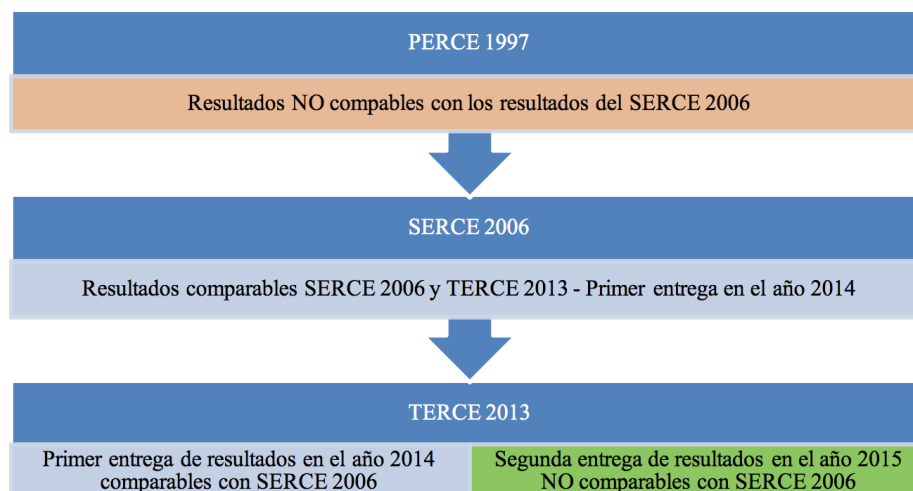 PERCE 1997
Resultados NO compables con los resultados del SERCE 2006
SERCE 2006
Resultados comparables SERCE 2006 y TERCE 2013 - Primer entrega en el año 2014
TERCE 2013
Primer entrega de resultados en el año 2014
comparables con SERCE 2006
Segunda entrega de resultados en el año 2015
NO comparables con SERCE 2006